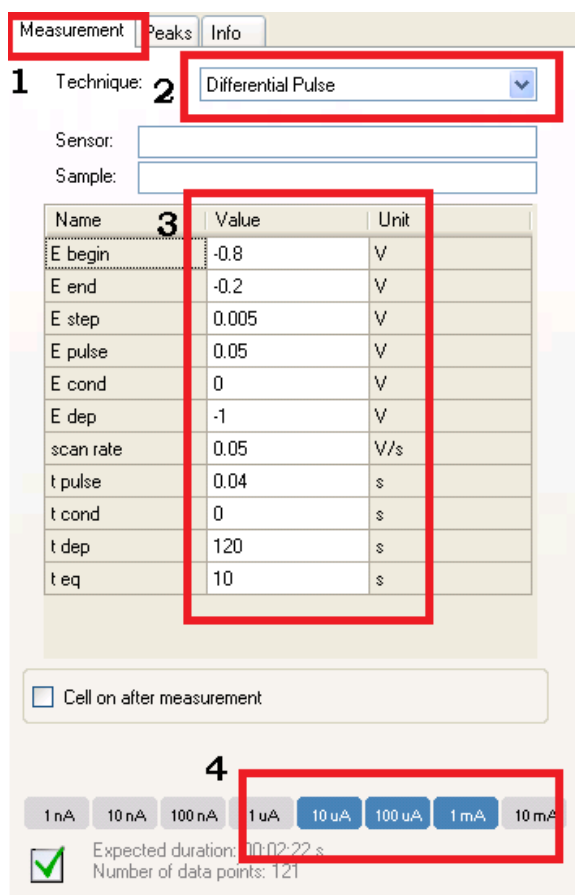 Measurement Peaks Info
1 Technique: 2 Differential Pulse
Sensor:
Sample:
Name 3 Value Unit
E begin -0.8 V
E end -0.2 V
E step 0.005 V
E pulse 0.05 V
E cond 0 V
E dep -1 V
scan rate 0.05 V/s
t pulse 0.04 s
t cond 0 s
t dep 120 s
t eq 10 s
Cell on after measurement
4
1 nA 10 nA 100 nA 1 uA 10 uA 100 uA 1 mA 10 mA
Expected duration: 00:02:22 s
Number of data points: 121